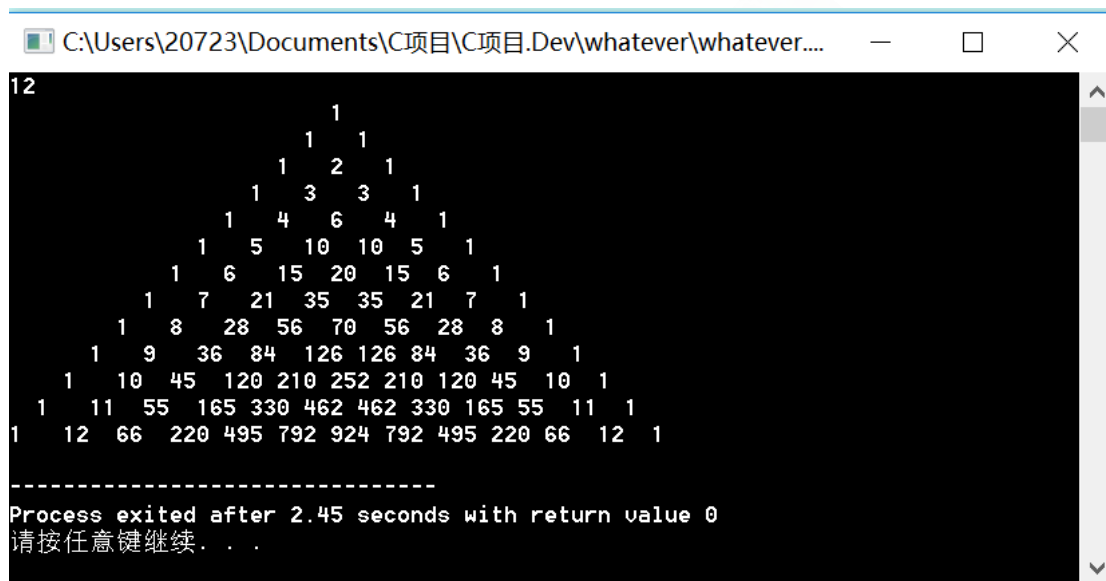 C:\Users\20723\Documents\C项目\C项目.Dev\whatever\whatever....
12
1
1 1
1 2 1
1 3 3 1
1 4 6 4 1
1 5 10 10 5 1
1 6 15 20 15 6 1
1 7 21 35 35 21 7 1
1 8 28 56 70 56 28 8 1
1 9 36 84 126 126 84 36 9 1
1 10 45 120 210 252 210 120 45 10 1
1 11 55 165 330 462 462 330 165 55 11 1
1 12 66 220 495 792 924 792 495 220 66 12 1
--------------------------------
Process exited after 2.45 seconds with return value 0
请按任意键继续. . .